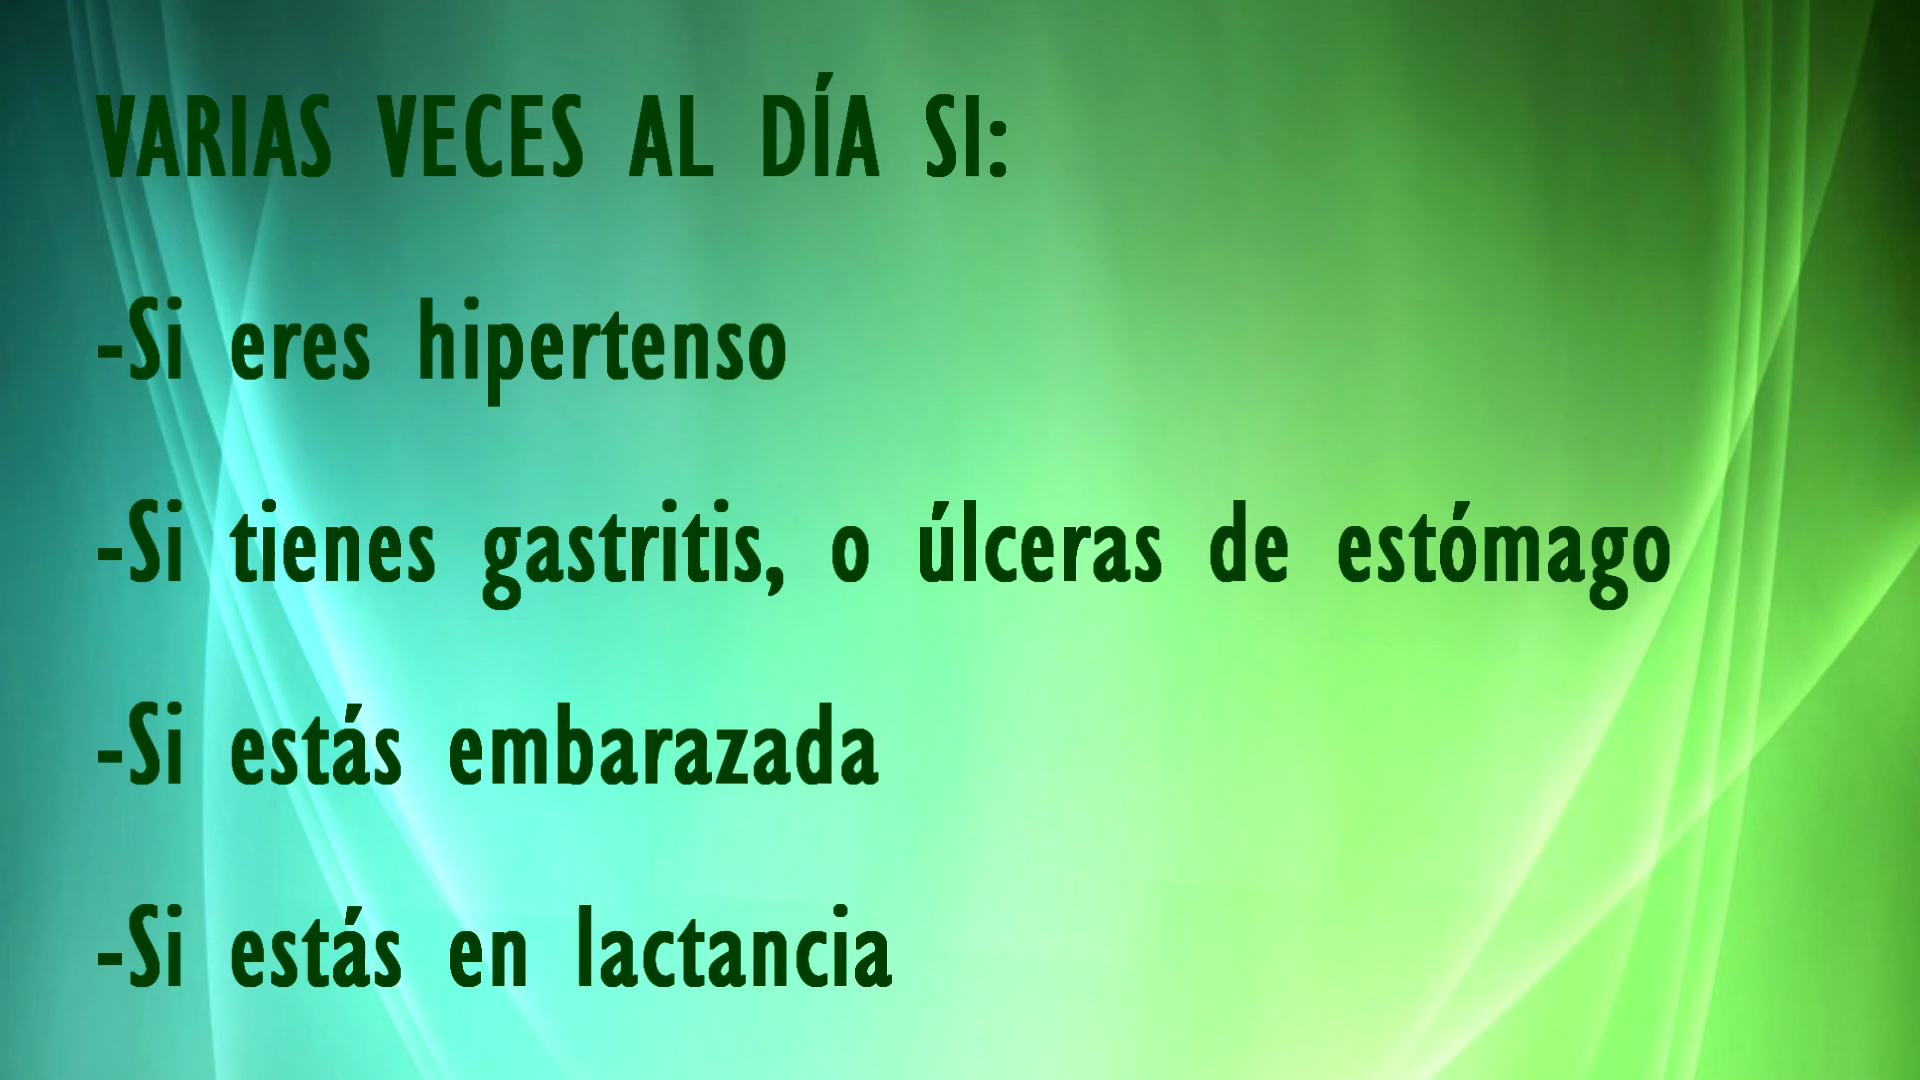 VARIAS VECES AL DÍA SI:
-Si eres hipertenso
-Si tienes gastritis, o úlceras de estómago
-Si estás embarazada
-Si estás en lactancia